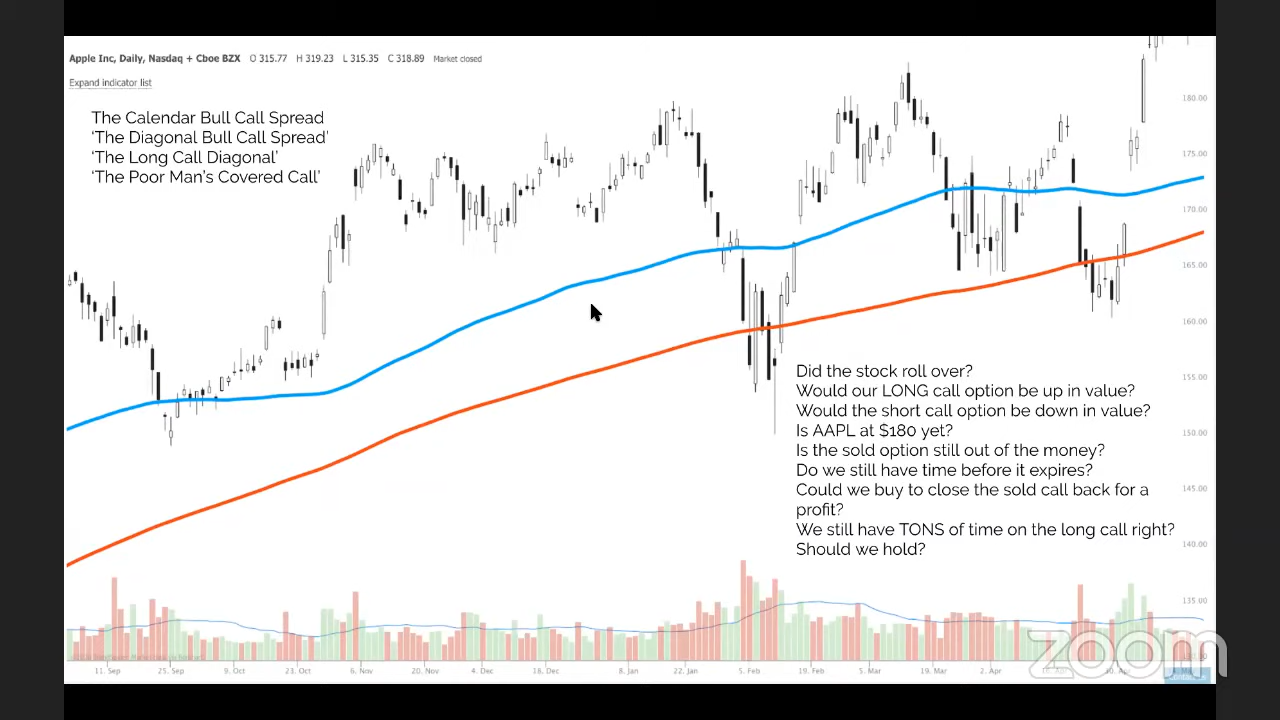 Apple Inc, Daily, Nasdaq + Cboe BZX O 315.77 H 319.23 L 315.35 C 318.89 Market closed
Expand indicator list
The Calendar Bull Call Spread
'The Diagonal Bull Call Spread'
'The Long Call Diagonal'
'The Poor Man's Covered Call'
180.00
175.00
170.00
165.00
160.00
155.00
150.00
145.00
140.00
135.00
Did the stock roll over?
Would our LONG call option be up in value?
Would the short call option be down in value?
Is AAPL at $180 yet?
Is the sold option still out of the money?
Do we still have time before it expires?
Could we buy to close the sold call back for a
profit?
We still have TONS of time on the long call right?
Should we hold?
zoom
11. Sep 25. Sep 9. Oct 23. Oct 6. Nov 20. Nov 4. Dec 18. Dec 8. Jan 22. Jan 5. Feb 19. Feb 5. Mar 19. Mar 2. Apr